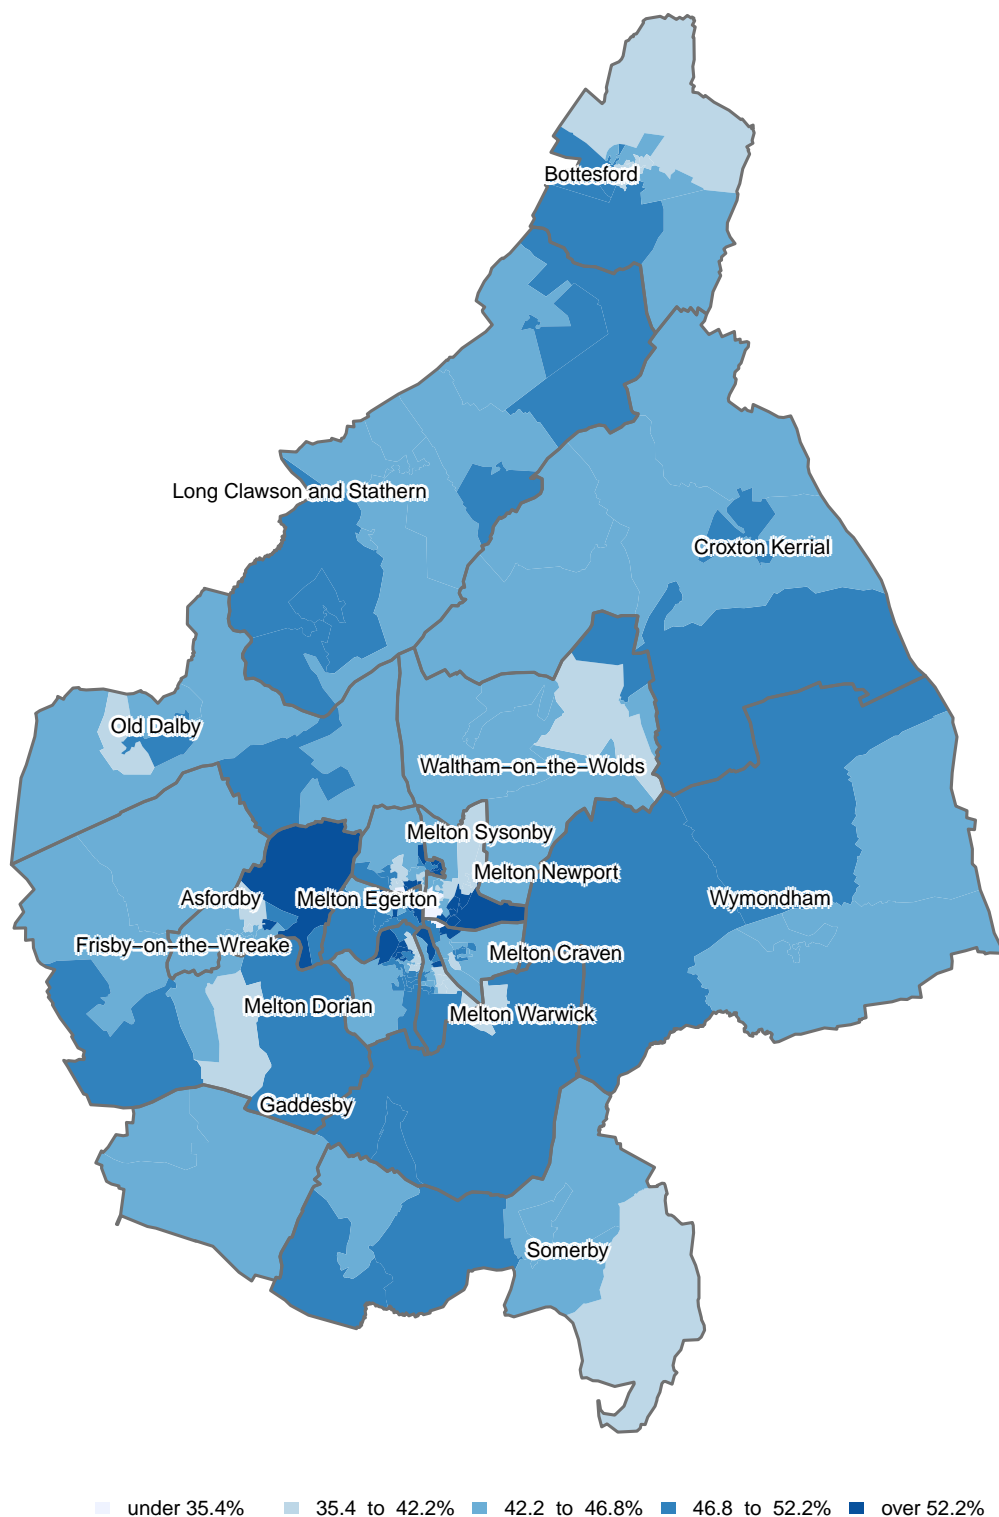 Bottesford
Long Clawson and Stathern
Croxton Kerrial
Old Dalby
Waltham−on−the−Wolds
Melton Sysonby
Melton Newport
Asfordby
Melton Egerton
Wymondham
Frisby−on−the−Wreake
Melton Craven
Melton Dorian
Melton Warwick
Gaddesby
Somerby
under 35.4% 35.4 to 42.2% 42.2 to 46.8% 46.8 to 52.2% over 52.2%